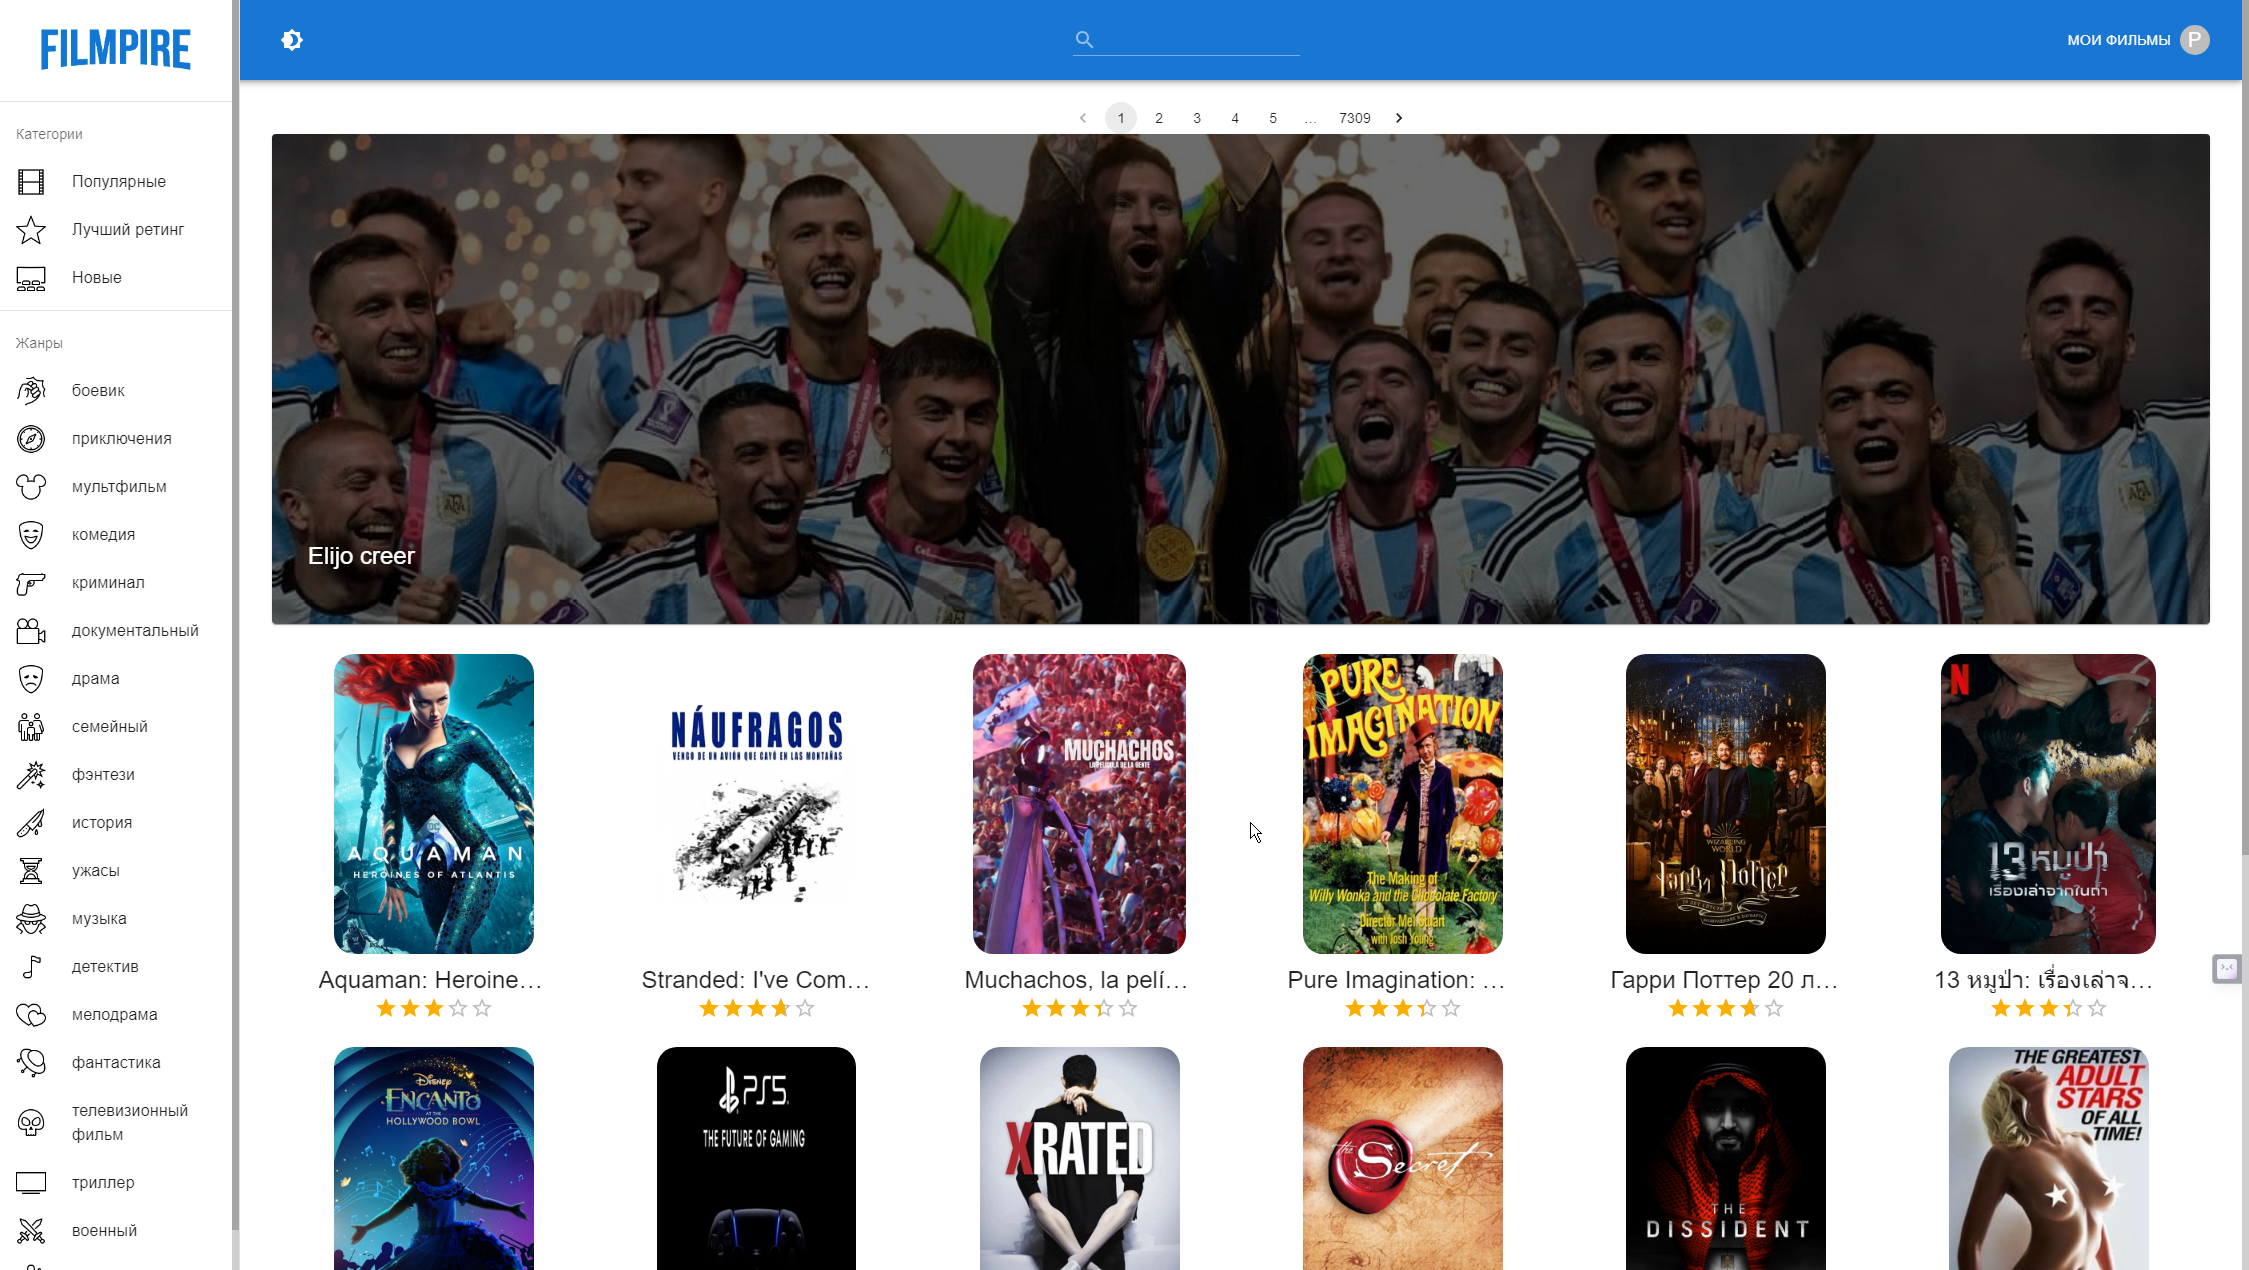 FILMPIRE
МОИ ФИЛЬМЫ
P
1 2 3 4 5 ... 7309
Категории
Популярные
Лучший ретинг
Новые
Жанры
боевик
приключения
мультфильм
комедия
криминал
документальный
драма
семейный
фэнтези
история
ужасы
музыка
детектив
мелодрама
фантастика
телевизионный
фильм
триллер
военный
Elijo creer
DC
AQUAMAN
HEROINES OF ATLANTIS
Aquaman: Heroine...
NÁUFRAGOS
VENGO DE UN AVIÓN QUE CAYÓ EN LAS MONTAÑAS
Stranded: I've Com...
MUCHACHOS
LA PELÍCULA DE LA GENTE
Muchachos, la pelí...
PURE
IMAGINATION
The Making of
Willy Wonka and the Chocolate Factory
Director Mel Stuart
with Josh Young
Pure Imagination: ...
WIZARDING
WORLD
Гарри Поттер
Гарри Поттер 20 л...
N
13 หมูป่า
เรื่องเล่าจากในถ้ำ
13 หมูป่า: เรื่องเล่าจ...
Disney
ENCANTO
AT THE
HOLLYWOOD BOWL
PS5
THE FUTURE OF GAMING
XRATED
the Secret
THE
DISSIDENT
THE GREATEST
ADULT
STARS
OF ALL
TIME!